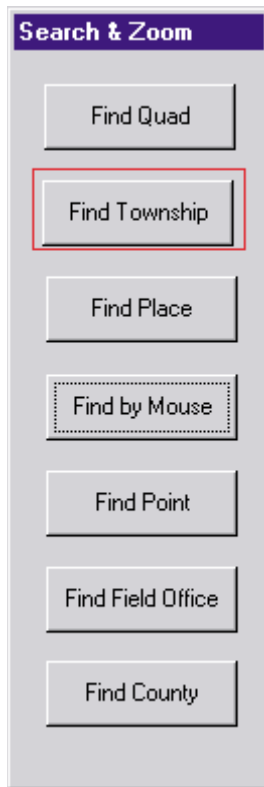 Search & Zoom
Find Quad
Find Township
Find Place
Find by Mouse
Find Point
Find Field Office
Find County